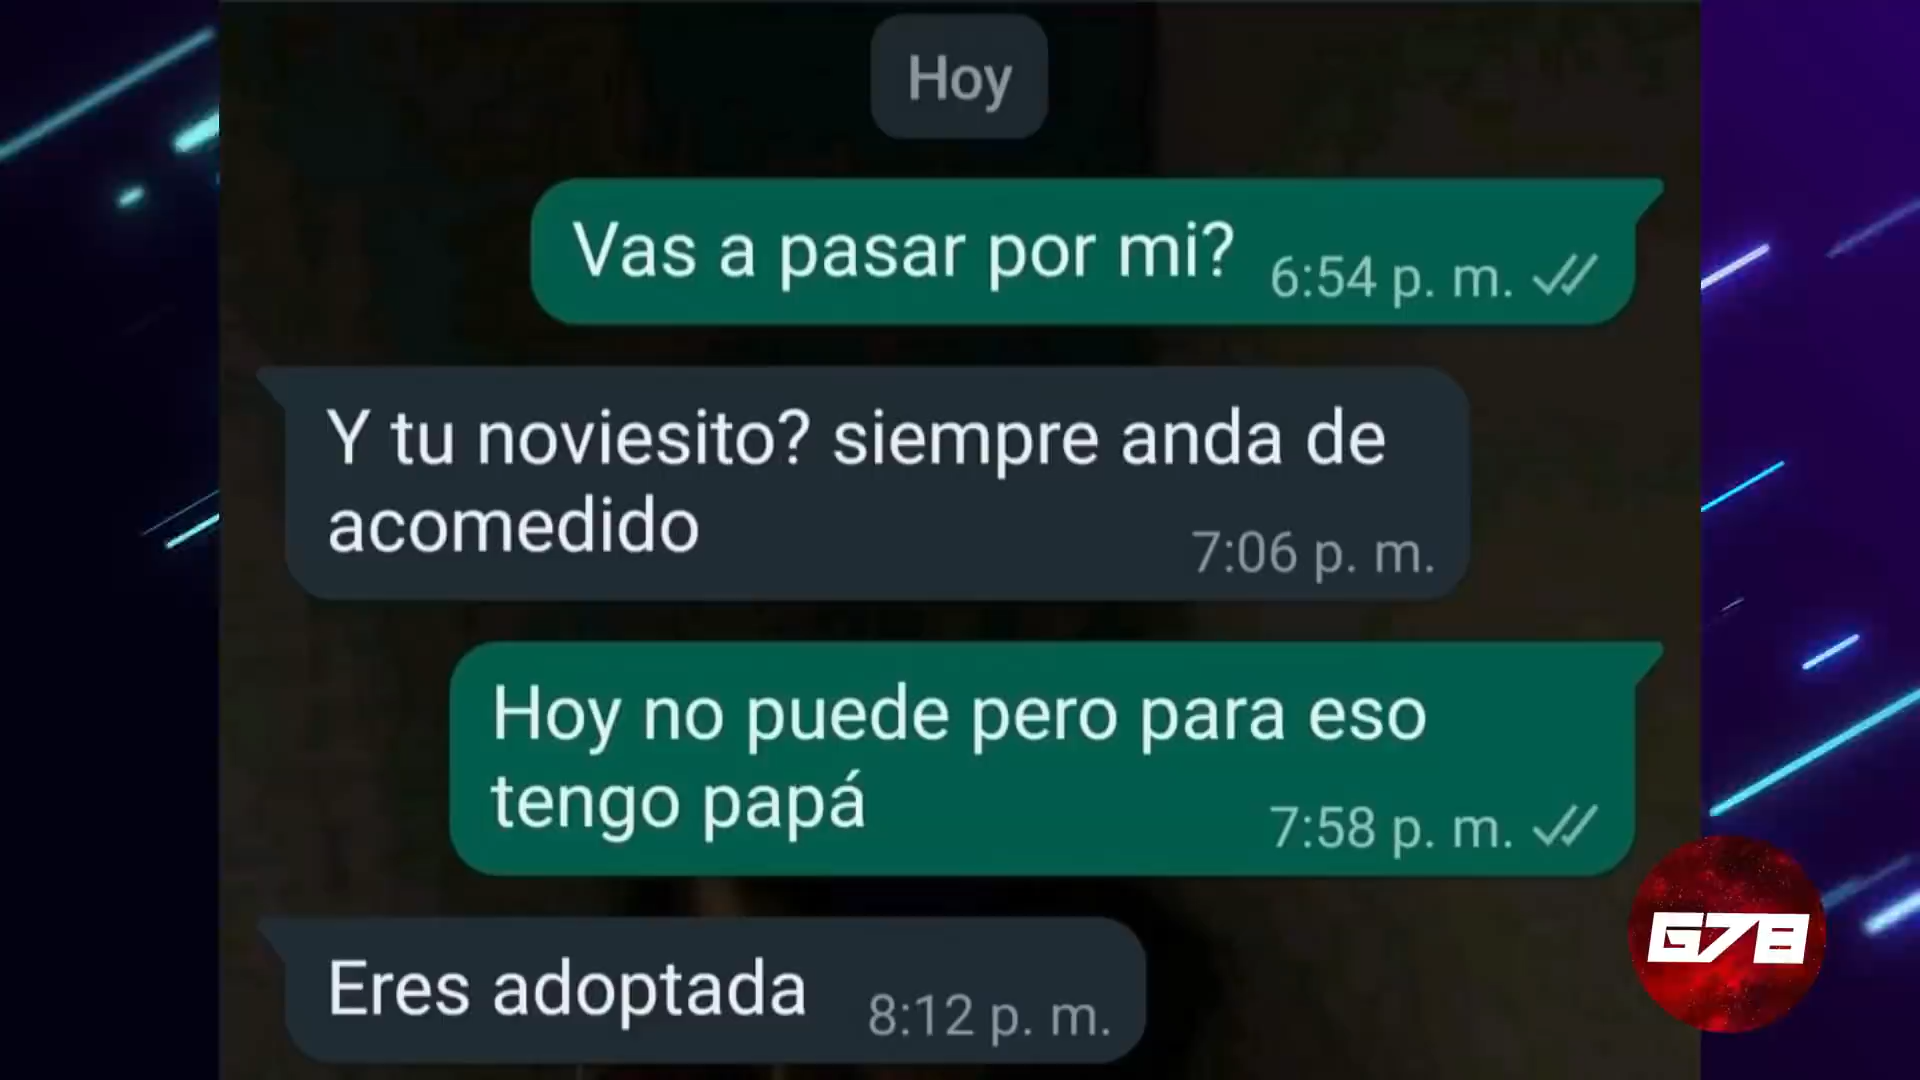 Hoy
Vas a pasar por mi? 6:54 p. m.
Y tu noviesito? siempre anda de
acomedido 7:06 p. m.
Hoy no puede pero para eso
tengo papá 7:58 p. m.
G78
Eres adoptada 8:12 p. m.